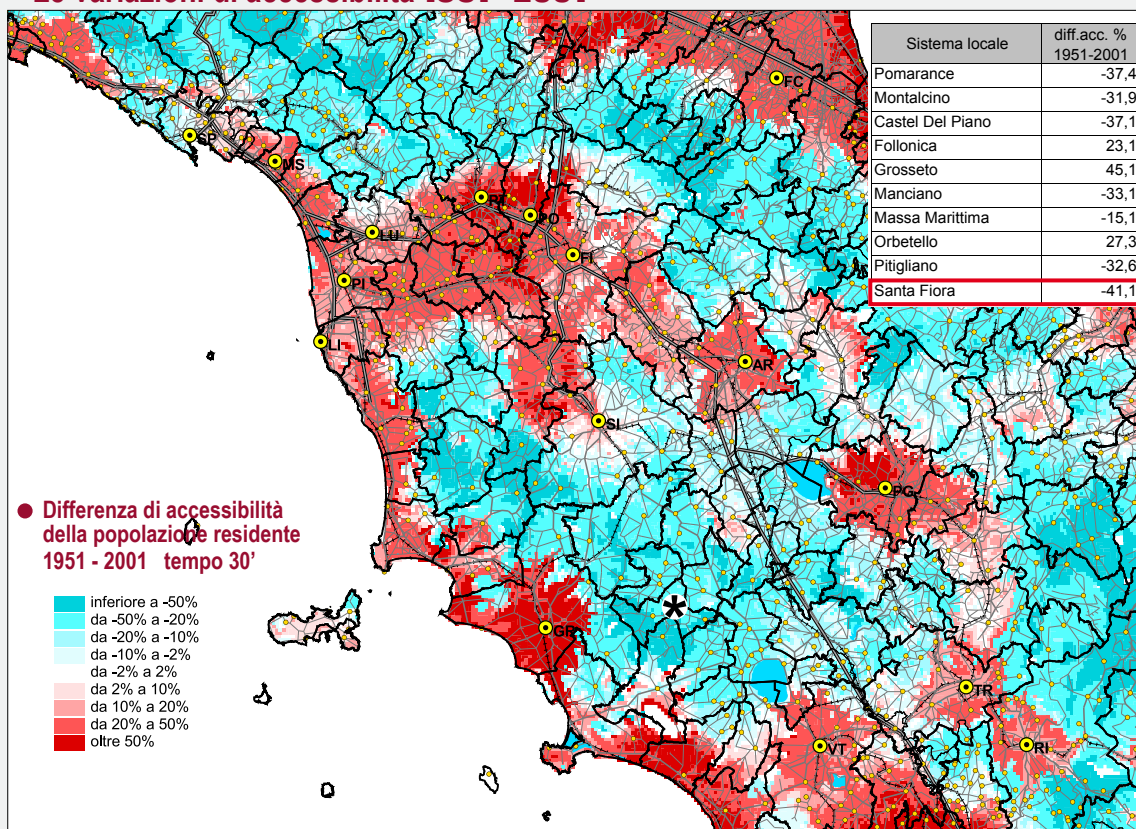 Sistema locale diff.acc. % 1951-2001
Pomarance -37,4
Montalcino -31,9
Castel Del Piano -37,1
Follonica 23,1
Grosseto 45,1
Manciano -33,1
Massa Marittima -15,1
Orbetello 27,3
Pitigliano -32,6
Santa Fiora -41,1
FC
SP
MS
PT
PO
LU
FI
PI
LI
AR
SI
PG
GR
TR
VT
RI
*
● Differenza di accessibilità
della popolazione residente
1951 - 2001 tempo 30'
inferiore a -50%
da -50% a -20%
da -20% a -10%
da -10% a -2%
da -2% a 2%
da 2% a 10%
da 10% a 20%
da 20% a 50%
oltre 50%